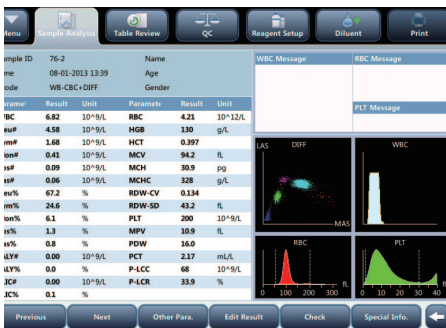 Menu Sample Analysis Table Review QC Reagent Setup Diluent Print
mple ID 76-2 Name
me 08-01-2013 13:39 Age
ode WB-CBC+DIFF Gender
WBC Message RBC Message
PLT Message
arame Result Unit Paramete Result Unit
BC 6.82 10^9/L RBC 4.21 10^12/L
eu# 4.58 10^9/L HGB 130 g/L
ym# 1.68 10^9/L HCT 0.397
on# 0.41 10^9/L MCV 94.2 fL
os# 0.09 10^9/L MCH 30.9 pg
as# 0.06 10^9/L MCHC 328 g/L
eu% 67.2 % RDW-CV 0.134
ym% 24.6 % RDW-SD 43.2 fL
on% 6.1 % PLT 200 10^9/L
os% 1.3 % MPV 10.9 fL
as% 0.8 % PDW 16.0
ALY# 0.00 10^9/L PCT 2.17 mL/L
ALY% 0.0 % P-LCC 68 10^9/L
LIC# 0.00 10^9/L P-LCR 33.9 %
LIC% 0.1 %
LAS DIFF WBC
MAS
RBC PLT
0 100 200 300 fL 0 10 20 30 40 fL
Previous Next Other Para. Edit Result Check Special Info.